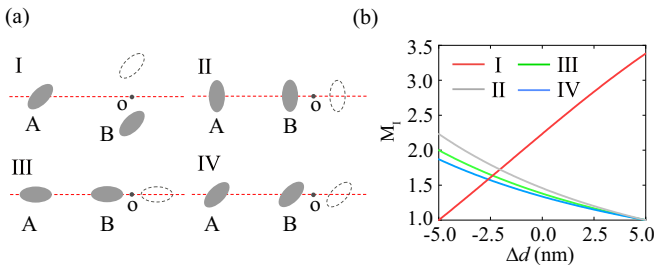 (a)
I
o
A
B
II
o
A
B
III
o
A
B
IV
o
A
B
(b)
M₁
3.5
3.0
2.5
2.0
1.5
1.0
I
III
II
IV
-5.0 -2.5 0.0 2.5 5.0
Δd (nm)